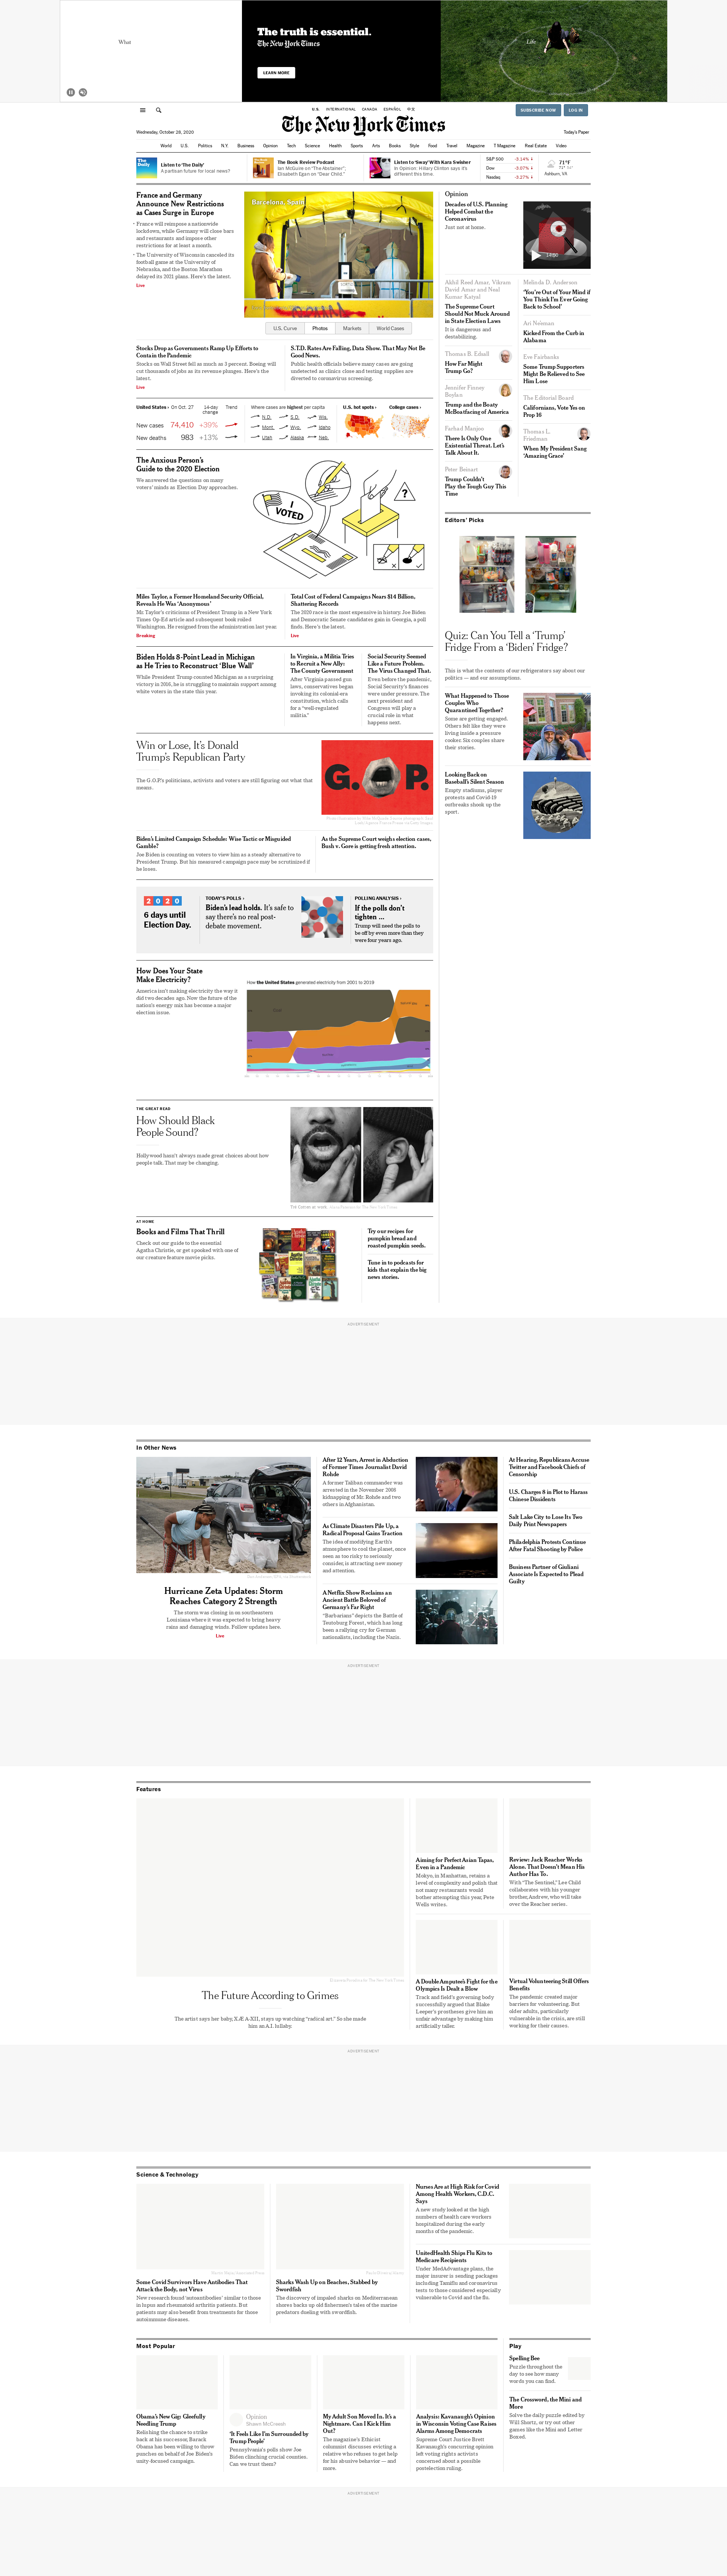 What
The truth is essential.
The New York Times
LEARN MORE
Life
U.S. INTERNATIONAL CANADA ESPAÑOL 中文
SUBSCRIBE NOW LOG IN
The New York Times
Wednesday, October 28, 2020
Today's Paper
World U.S. Politics N.Y. Business Opinion Tech Science Health Sports Arts Books Style Food Travel Magazine T Magazine Real Estate Video
The Daily
Listen to 'The Daily'
A partisan future for local news?
The Book Review Podcast
Ian McGuire on "The Abstainer";
Elisabeth Egan on "Dear Child."
Listen to 'Sway' With Kara Swisher
In Opinion: Hillary Clinton says it's
different this time.
S&P 500 -3.14% ↓
Dow -3.07% ↓
Nasdaq -3.27% ↓
71°F
Ashburn, VA
France and Germany
Announce New Restrictions
as Cases Surge in Europe
• France will reimpose a nationwide
lockdown, while Germany will close bars
and restaurants and impose other
restrictions for at least a month.
• The University of Wisconsin canceled its
football game at the University of
Nebraska, and the Boston Marathon
delayed its 2021 plans. Here's the latest.
Live
Barcelona, Spain
U.S. Curve Photos Markets World Cases
Stocks Drop as Governments Ramp Up Efforts to
Contain the Pandemic
Stocks on Wall Street fell as much as 3 percent. Boeing will
cut thousands of jobs as its revenue plunges. Here's the
latest.
Live
S.T.D. Rates Are Falling, Data Show. That May Not Be
Good News.
Public health officials believe many cases are going
undetected as clinics close and testing supplies are
diverted to coronavirus screening.
United States › On Oct. 27 14-day
change Trend
New cases 74,410 +39%
New deaths 983 +13%
Where cases are highest per capita
N.D. S.D. Wis.
Mont. Wyo. Idaho
Utah Alaska Neb.
U.S. hot spots ›
College cases ›
The Anxious Person's
Guide to the 2020 Election
We answered the questions on many
voters' minds as Election Day approaches.
I VOTED
?
Miles Taylor, a Former Homeland Security Official,
Reveals He Was 'Anonymous'
Mr. Taylor's criticisms of President Trump in a New York
Times Op-Ed article and subsequent book roiled
Washington. He resigned from the administration last year.
Breaking
Total Cost of Federal Campaigns Nears $14 Billion,
Shattering Records
The 2020 race is the most expensive in history. Joe Biden
and Democratic Senate candidates gain in Georgia, a poll
finds. Here's the latest.
Live
Biden Holds 8-Point Lead in Michigan
as He Tries to Reconstruct 'Blue Wall'
While President Trump counted Michigan as a surprising
victory in 2016, he is struggling to maintain support among
white voters in the state this year.
In Virginia, a Militia Tries
to Recruit a New Ally:
The County Government
After Virginia passed gun
laws, conservatives began
invoking its colonial-era
constitution, which calls
for a "well-regulated
militia."
Social Security Seemed
Like a Future Problem.
The Virus Changed That.
Even before the pandemic,
Social Security's finances
were under pressure. The
next president and
Congress will play a
crucial role in what
happens next.
Win or Lose, It's Donald
Trump's Republican Party
The G.O.P.'s politicians, activists and voters are still figuring out what that
means.
G.O.P.
Biden's Limited Campaign Schedule: Wise Tactic or Misguided
Gamble?
Joe Biden is counting on voters to view him as a steady alternative to
President Trump. But his measured campaign pace may be scrutinized if
he loses.
As the Supreme Court weighs election cases,
Bush v. Gore is getting fresh attention.
2020
6 days until
Election Day.
TODAY'S POLLS ›
Biden's lead holds. It's safe to
say there's no real post-
debate movement.
POLLING ANALYSIS ›
If the polls don't
tighten ...
Trump will need the polls to
be off by even more than they
were four years ago.
How Does Your State
Make Electricity?
America isn't making electricity the way it
did two decades ago. Now the future of the
nation's energy mix has become a major
election issue.
How the United States generated electricity from 2001 to 2019
THE GREAT READ
How Should Black
People Sound?
Hollywood hasn't always made great choices about how
people talk. That may be changing.
AT HOME
Books and Films That Thrill
Check out our guide to the essential
Agatha Christie, or get spooked with one of
our creature feature movie picks.
Try our recipes for
pumpkin bread and
roasted pumpkin seeds.
Tune in to podcasts for
kids that explain the big
news stories.
Opinion
Decades of U.S. Planning
Helped Combat the
Coronavirus
Just not at home.
14:00
Akhil Reed Amar, Vikram
David Amar and Neal
Kumar Katyal
The Supreme Court
Should Not Muck Around
in State Election Laws
It is dangerous and
destabilizing.
Thomas B. Edsall
How Far Might
Trump Go?
Jennifer Finney
Boylan
Trump and the Boaty
McBoatfacing of America
Farhad Manjoo
There Is Only One
Existential Threat. Let's
Talk About It.
Peter Beinart
Trump Couldn't
Play the Tough Guy This
Time
Melinda D. Anderson
'You're Out of Your Mind if
You Think I'm Ever Going
Back to School'
Ari Ne'eman
Kicked From the Curb in
Alabama
Eve Fairbanks
Some Trump Supporters
Might Be Relieved to See
Him Lose
The Editorial Board
Californians, Vote Yes on
Prop 16
Thomas L.
Friedman
When My President Sang
'Amazing Grace'
Editors' Picks
Quiz: Can You Tell a 'Trump'
Fridge From a 'Biden' Fridge?
This is what the contents of our refrigerators say about our
politics — and our assumptions.
What Happened to Those
Couples Who
Quarantined Together?
Some are getting engaged.
Others felt like they were
living inside a pressure
cooker. Six couples share
their stories.
Looking Back on
Baseball's Silent Season
Empty stadiums, player
protests and Covid-19
outbreaks shook up the
sport.
ADVERTISEMENT
In Other News
Hurricane Zeta Updates: Storm
Reaches Category 2 Strength
The storm was closing in on southeastern
Louisiana where it was expected to bring heavy
rains and damaging winds. Follow updates here.
Live
After 12 Years, Arrest in Abduction
of Former Times Journalist David
Rohde
A former Taliban commander was
arrested in the November 2008
kidnapping of Mr. Rohde and two
others in Afghanistan.
As Climate Disasters Pile Up, a
Radical Proposal Gains Traction
The idea of modifying Earth's
atmosphere to cool the planet, once
seen as too risky to seriously
consider, is attracting new money
and attention.
A Netflix Show Reclaims an
Ancient Battle Beloved of
Germany's Far Right
"Barbarians" depicts the Battle of
Teutoburg Forest, which has long
been a rallying cry for German
nationalists, including the Nazis.
At Hearing, Republicans Accuse
Twitter and Facebook Chiefs of
Censorship
U.S. Charges 8 in Plot to Harass
Chinese Dissidents
Salt Lake City to Lose Its Two
Daily Print Newspapers
Philadelphia Protests Continue
After Fatal Shooting by Police
Business Partner of Giuliani
Associate Is Expected to Plead
Guilty
ADVERTISEMENT
Features
The Future According to Grimes
The artist says her baby, X Æ A-XII, stays up watching "radical art." So she made
him an A.I. lullaby.
Aiming for Perfect Asian Tapas,
Even in a Pandemic
Mokyo, in Manhattan, retains a
level of complexity and polish that
not many restaurants would
bother attempting this year, Pete
Wells writes.
Review: Jack Reacher Works
Alone. That Doesn't Mean His
Author Has To.
With "The Sentinel," Lee Child
collaborates with his younger
brother, Andrew, who will take
over the Reacher series.
A Double Amputee's Fight for the
Olympics Is Dealt a Blow
Track and field's governing body
successfully argued that Blake
Leeper's prostheses give him an
unfair advantage by making him
artificially taller.
Virtual Volunteering Still Offers
Benefits
The pandemic created major
barriers for volunteering. But
older adults, particularly
vulnerable in the crisis, are still
working for their causes.
ADVERTISEMENT
Science & Technology
Some Covid Survivors Have Antibodies That
Attack the Body, not Virus
New research found 'autoantibodies' similar to those
in lupus and rheumatoid arthritis patients. But
patients may also benefit from treatments for those
autoimmune diseases.
Sharks Wash Up on Beaches, Stabbed by
Swordfish
The discovery of impaled sharks on Mediterranean
shores backs up old fishermen's tales of the marine
predators dueling with swordfish.
Nurses Are at High Risk for Covid
Among Health Workers, C.D.C.
Says
A new study looked at the high
numbers of health care workers
hospitalized during the early
months of the pandemic.
UnitedHealth Ships Flu Kits to
Medicare Recipients
Under MedAdvantage plans, the
major insurer is sending packages
including Tamiflu and coronavirus
tests to those considered especially
vulnerable to Covid and the flu.
Most Popular
Obama's New Gig: Gleefully
Needling Trump
Relishing the chance to strike
back at his successor, Barack
Obama has been willing to throw
punches on behalf of Joe Biden's
unity-focused campaign.
Opinion
Shawn McCreesh
'It Feels Like I'm Surrounded by
Trump People'
Pennsylvania's polls show Joe
Biden clinching crucial counties.
Can we trust them?
My Adult Son Moved In. It's a
Nightmare. Can I Kick Him
Out?
The magazine's Ethicist
columnist discusses evicting a
relative who refuses to get help
for his abusive behavior — and
more.
Analysis: Kavanaugh's Opinion
in Wisconsin Voting Case Raises
Alarms Among Democrats
Supreme Court Justice Brett
Kavanaugh's concurring opinion
left voting rights activists
concerned about a possible
postelection ruling.
Play
Spelling Bee
Puzzle throughout the
day to see how many
words you can find.
The Crossword, the Mini and
More
Solve the daily puzzle edited by
Will Shortz, or try out other
games like the Mini and Letter
Boxed.
ADVERTISEMENT